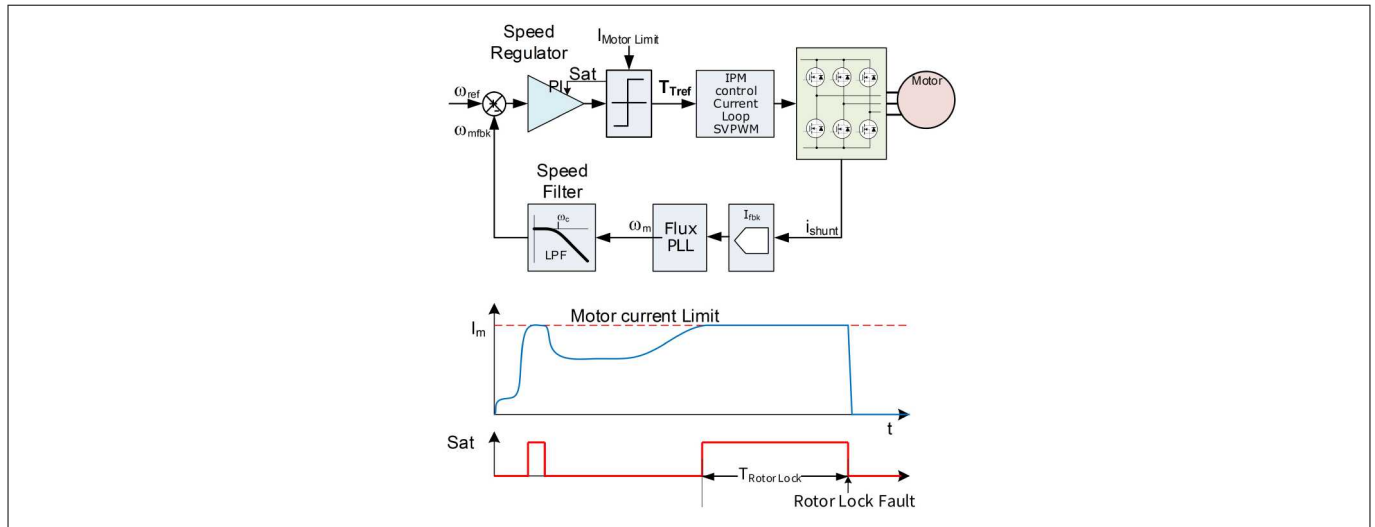 Speed
Regulator
I Motor Limit
PI
Sat
ωref
ωmfbk
TTref
IPM
control
Current
Loop
SVPWM
Motor
Speed
Filter
ωc
LPF
ωm
Flux
PLL
Ifbk
ishunt
Im
Motor current Limit
t
Sat
TRotor Lock
Rotor Lock Fault